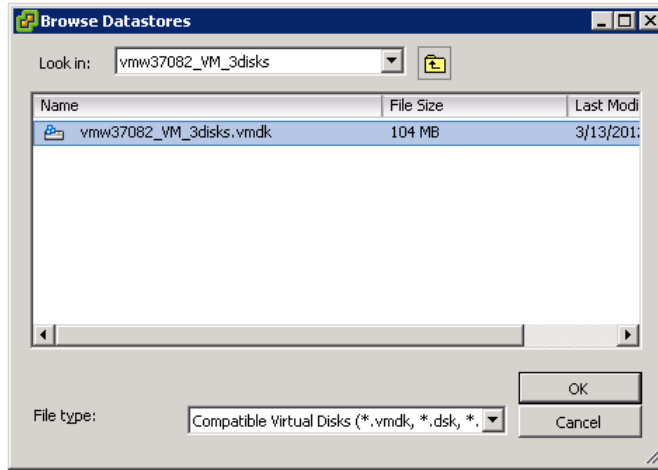 Browse Datastores
Look in: vmw37082_VM_3disks
Name File Size Last Modi
vmw37082_VM_3disks.vmdk 104 MB 3/13/201
OK
File type: Compatible Virtual Disks (*.vmdk, *.dsk, *.
Cancel